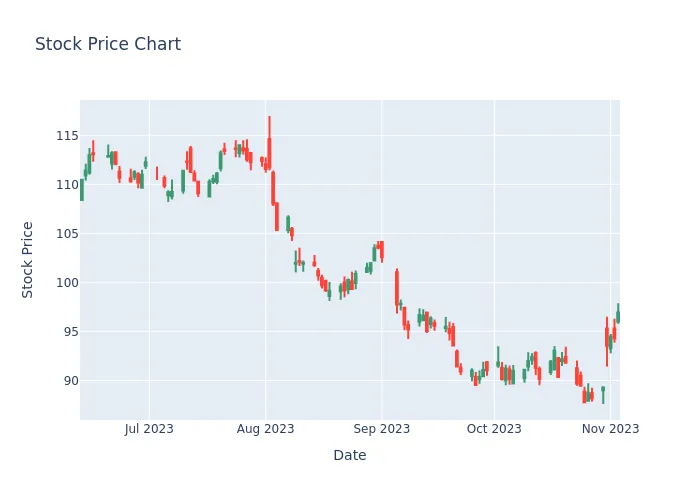 Stock Price Chart
115
110
105
100
95
90
Stock Price
Jul 2023
Aug 2023
Sep 2023
Oct 2023
Nov 2023
Date